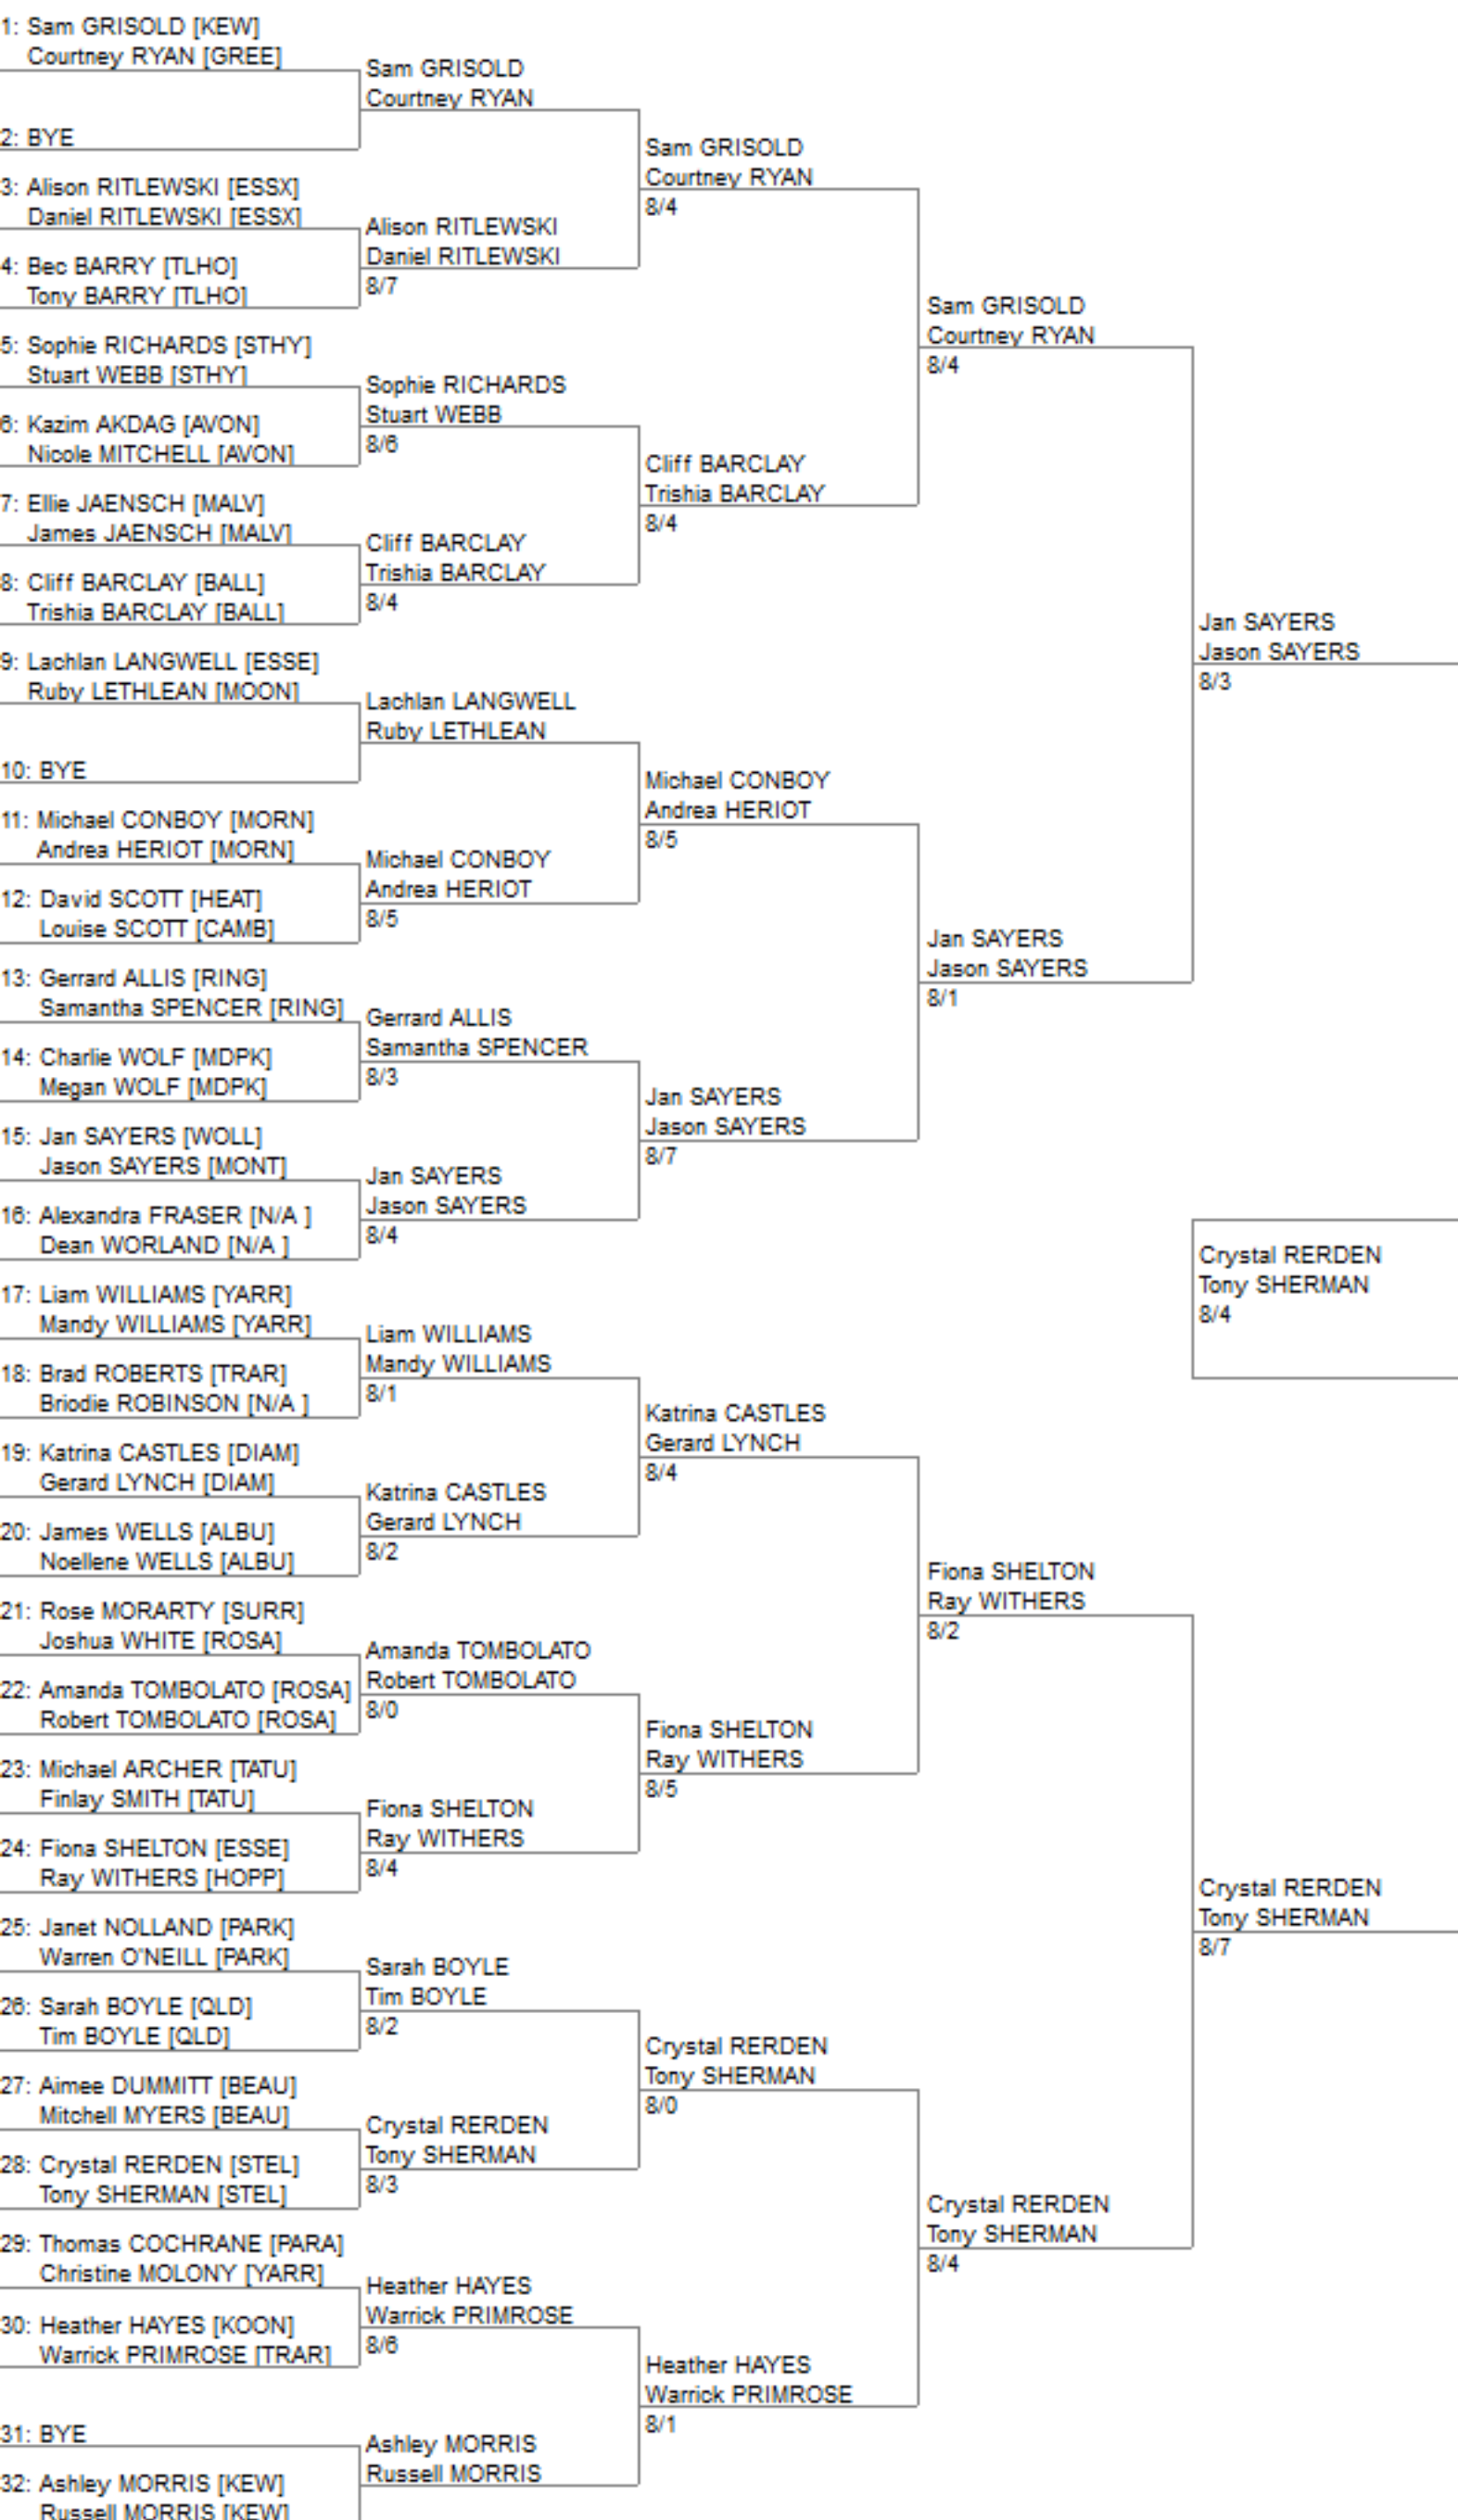 1: Sam GRISOLD [KEW]
Courtney RYAN [GREE]
2: BYE
3: Alison RITLEWSKI [ESSX]
Daniel RITLEWSKI [ESSX]
4: Bec BARRY [TLHO]
Tony BARRY [TLHO]
5: Sophie RICHARDS [STHY]
Stuart WEBB [STHY]
6: Kazim AKDAG [AVON]
Nicole MITCHELL [AVON]
7: Ellie JAENSCH [MALV]
James JAENSCH [MALV]
8: Cliff BARCLAY [BALL]
Trishia BARCLAY [BALL]
9: Lachlan LANGWELL [ESSE]
Ruby LETHLEAN [MOON]
10: BYE
11: Michael CONBOY [MORN]
Andrea HERIOT [MORN]
12: David SCOTT [HEAT]
Louise SCOTT [CAMB]
13: Gerrard ALLIS [RING]
Samantha SPENCER [RING]
14: Charlie WOLF [MDPK]
Megan WOLF [MDPK]
15: Jan SAYERS [WOLL]
Jason SAYERS [MONT]
16: Alexandra FRASER [N/A ]
Dean WORLAND [N/A ]
17: Liam WILLIAMS [YARR]
Mandy WILLIAMS [YARR]
18: Brad ROBERTS [TRAR]
Briodie ROBINSON [N/A ]
19: Katrina CASTLES [DIAM]
Gerard LYNCH [DIAM]
20: James WELLS [ALBU]
Noellene WELLS [ALBU]
21: Rose MORARTY [SURR]
Joshua WHITE [ROSA]
22: Amanda TOMBOLATO [ROSA]
Robert TOMBOLATO [ROSA]
23: Michael ARCHER [TATU]
Finlay SMITH [TATU]
24: Fiona SHELTON [ESSE]
Ray WITHERS [HOPP]
25: Janet NOLLAND [PARK]
Warren O'NEILL [PARK]
26: Sarah BOYLE [QLD]
Tim BOYLE [QLD]
27: Aimee DUMMITT [BEAU]
Mitchell MYERS [BEAU]
28: Crystal RERDEN [STEL]
Tony SHERMAN [STEL]
29: Thomas COCHRANE [PARA]
Christine MOLONY [YARR]
30: Heather HAYES [KOON]
Warrick PRIMROSE [TRAR]
31: BYE
32: Ashley MORRIS [KEW]
Russell MORRIS [KEW]
Sam GRISOLD
Courtney RYAN
Alison RITLEWSKI
Daniel RITLEWSKI
8/7
Sophie RICHARDS
Stuart WEBB
8/6
Cliff BARCLAY
Trishia BARCLAY
8/4
Lachlan LANGWELL
Ruby LETHLEAN
Michael CONBOY
Andrea HERIOT
8/5
Gerrard ALLIS
Samantha SPENCER
8/3
Jan SAYERS
Jason SAYERS
8/4
Liam WILLIAMS
Mandy WILLIAMS
8/1
Katrina CASTLES
Gerard LYNCH
8/2
Amanda TOMBOLATO
Robert TOMBOLATO
8/0
Fiona SHELTON
Ray WITHERS
8/4
Sarah BOYLE
Tim BOYLE
8/2
Crystal RERDEN
Tony SHERMAN
8/3
Heather HAYES
Warrick PRIMROSE
8/6
Ashley MORRIS
Russell MORRIS
Sam GRISOLD
Courtney RYAN
8/4
Cliff BARCLAY
Trishia BARCLAY
8/4
Michael CONBOY
Andrea HERIOT
8/5
Jan SAYERS
Jason SAYERS
8/7
Katrina CASTLES
Gerard LYNCH
8/4
Fiona SHELTON
Ray WITHERS
8/5
Crystal RERDEN
Tony SHERMAN
8/0
Heather HAYES
Warrick PRIMROSE
8/1
Sam GRISOLD
Courtney RYAN
8/4
Jan SAYERS
Jason SAYERS
8/1
Fiona SHELTON
Ray WITHERS
8/2
Crystal RERDEN
Tony SHERMAN
8/4
Jan SAYERS
Jason SAYERS
8/3
Crystal RERDEN
Tony SHERMAN
8/4
Crystal RERDEN
Tony SHERMAN
8/7